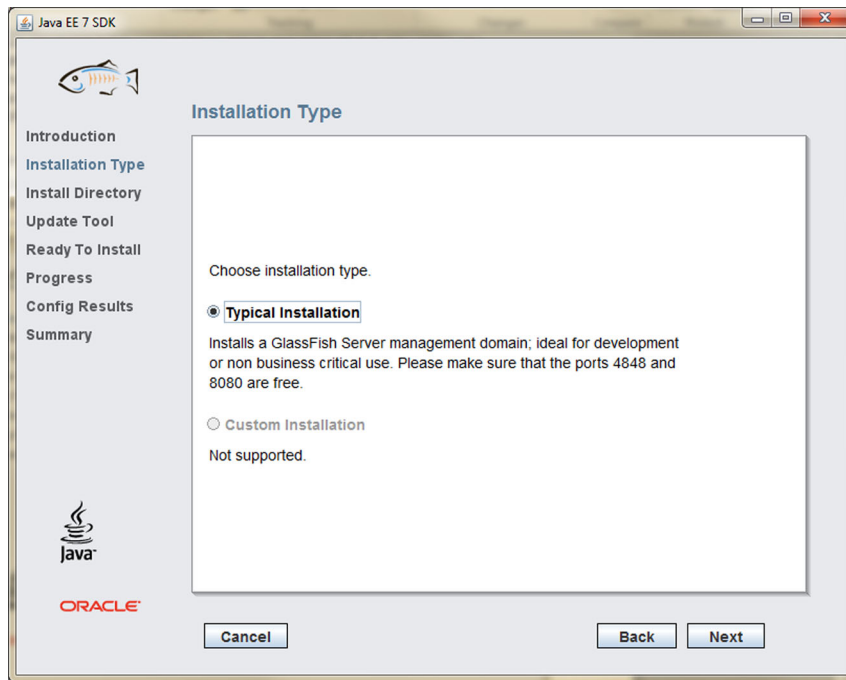 Java EE 7 SDK
Installation Type
Introduction
Installation Type
Install Directory
Update Tool
Ready To Install
Progress
Config Results
Summary
Choose installation type.
Typical Installation
Installs a GlassFish Server management domain; ideal for development
or non business critical use. Please make sure that the ports 4848 and
8080 are free.
Custom Installation
Not supported.
Java™
ORACLE
Cancel
Back
Next